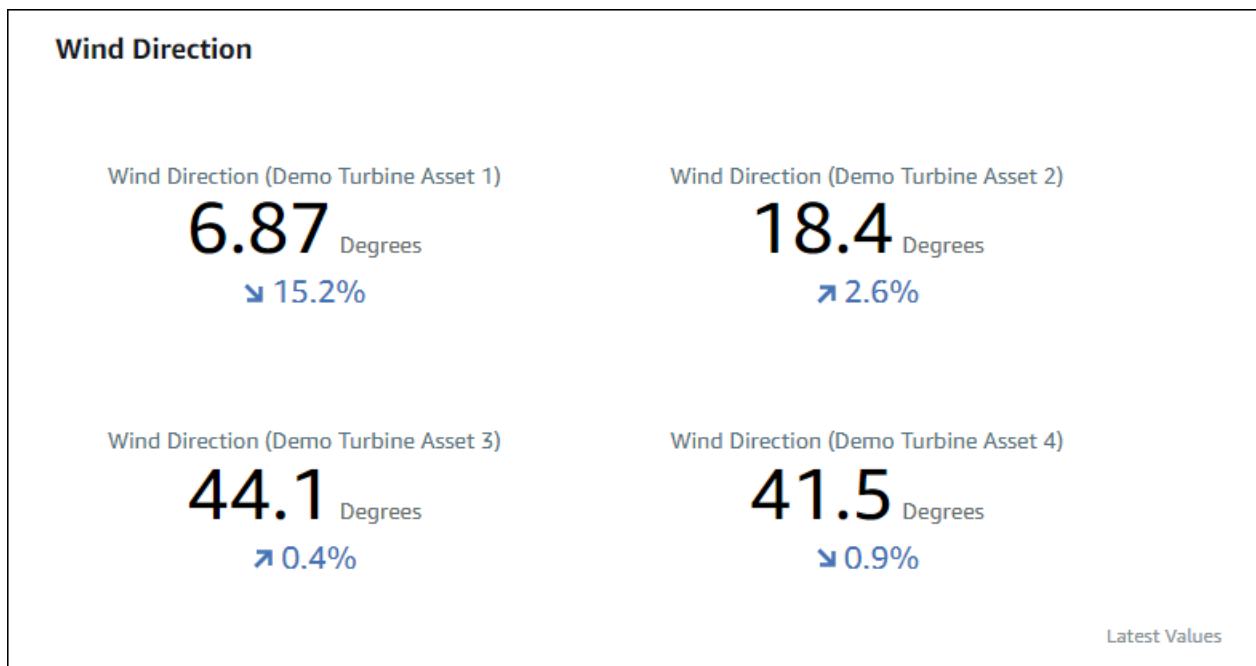 Wind Direction
Wind Direction (Demo Turbine Asset 1)
6.87 Degrees
↘ 15.2%
Wind Direction (Demo Turbine Asset 2)
18.4 Degrees
↗ 2.6%
Wind Direction (Demo Turbine Asset 3)
44.1 Degrees
↗ 0.4%
Wind Direction (Demo Turbine Asset 4)
41.5 Degrees
↘ 0.9%
Latest Values